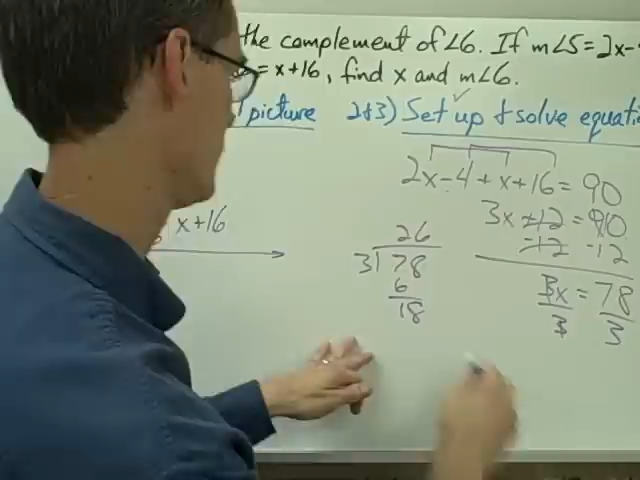 the complement of ∠6. If m∠5=2x-
= x+16, find x and m∠6.
picture 2+3) Set up + solve equati
2x-4+x+16=90
3x+12=90
-12 -12
3x=78
3 3
x+16
26
3)78
6
18